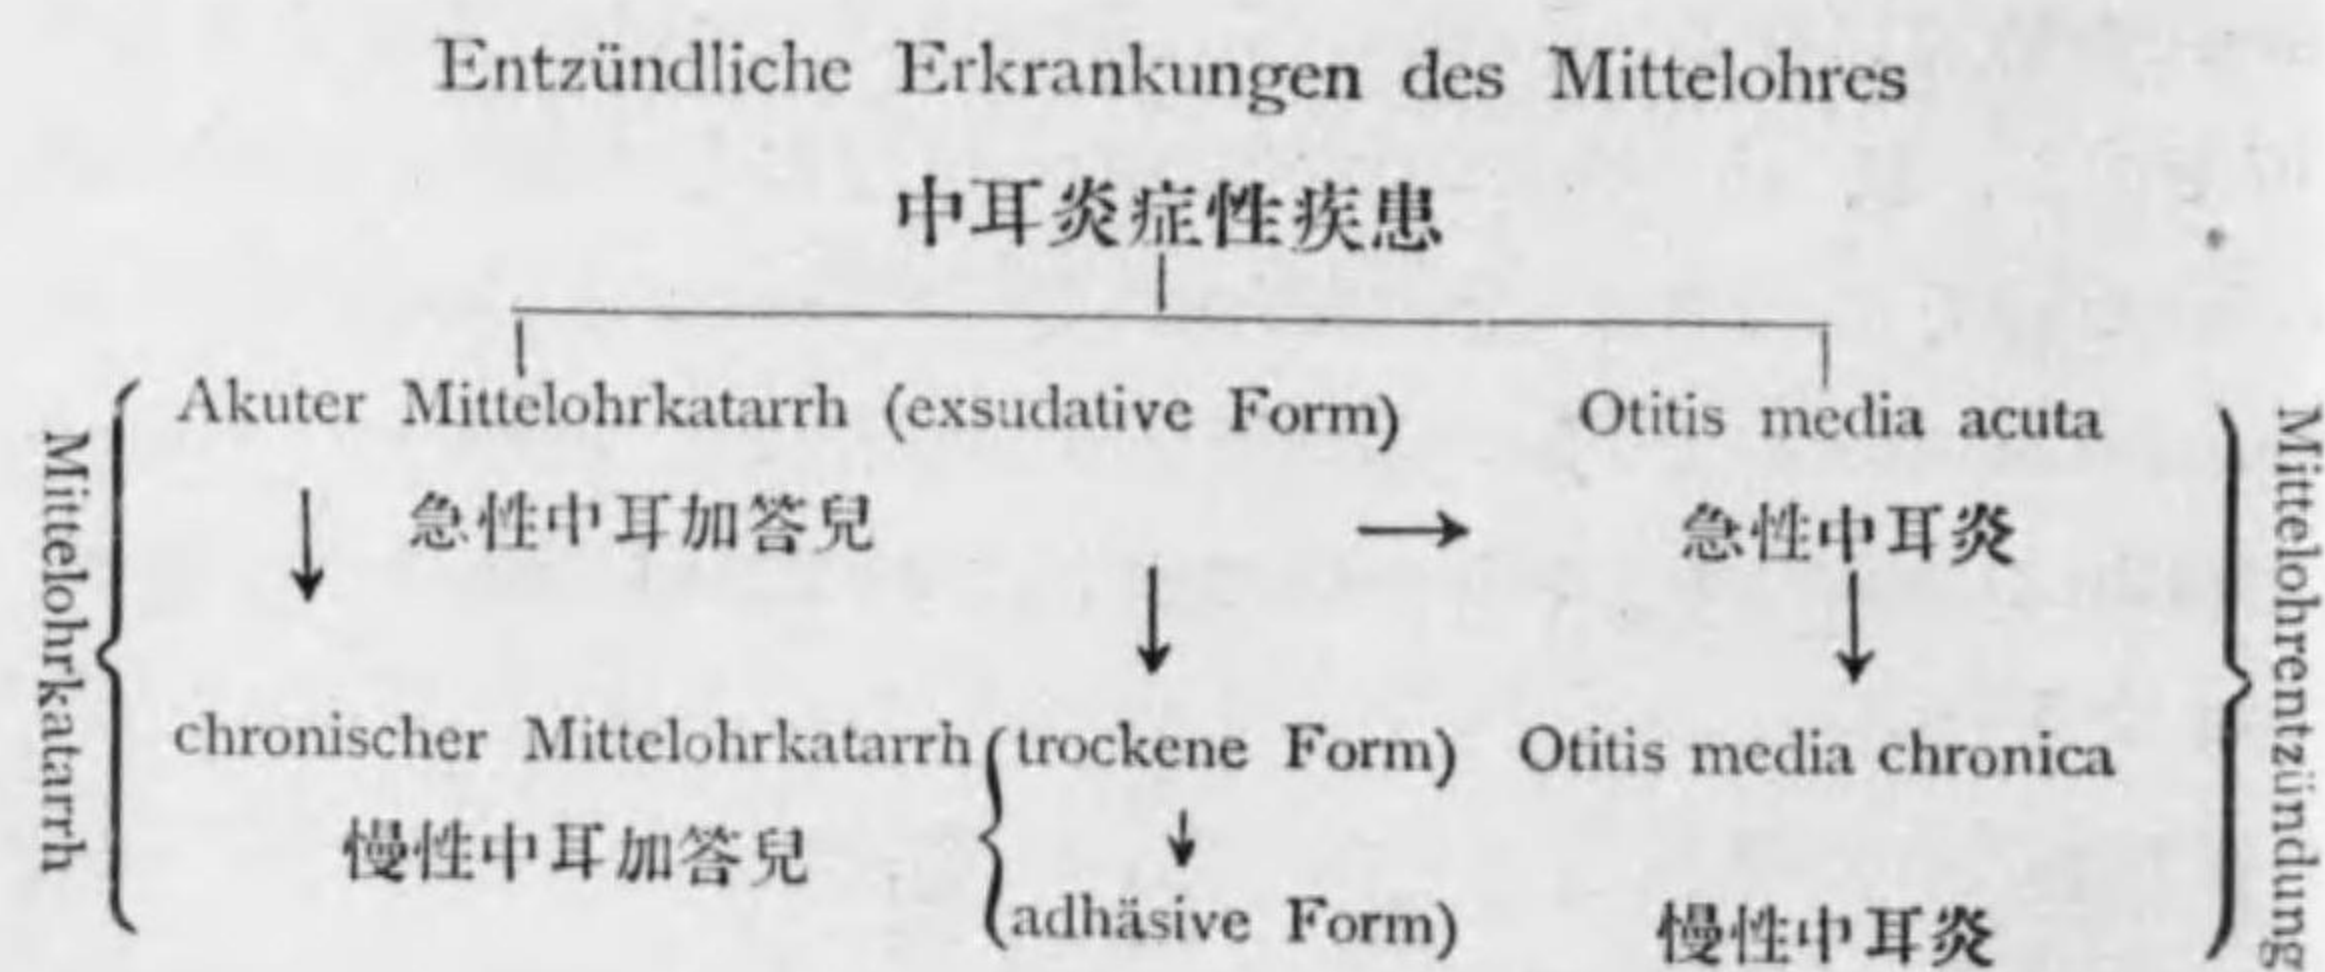 Entzündliche Erkrankungen des Mittelohres
中耳炎症性疾患
Mittelohrkatarrh
Akuter Mittelohrkatarrh (exsudative Form)
急性中耳加答兒
chronischer Mittelohrkatarrh
慢性中耳加答兒
(trockene Form)
(adhäsive Form)
Otitis media acuta
急性中耳炎
Otitis media chronica
慢性中耳炎
Mittelohrentzündung